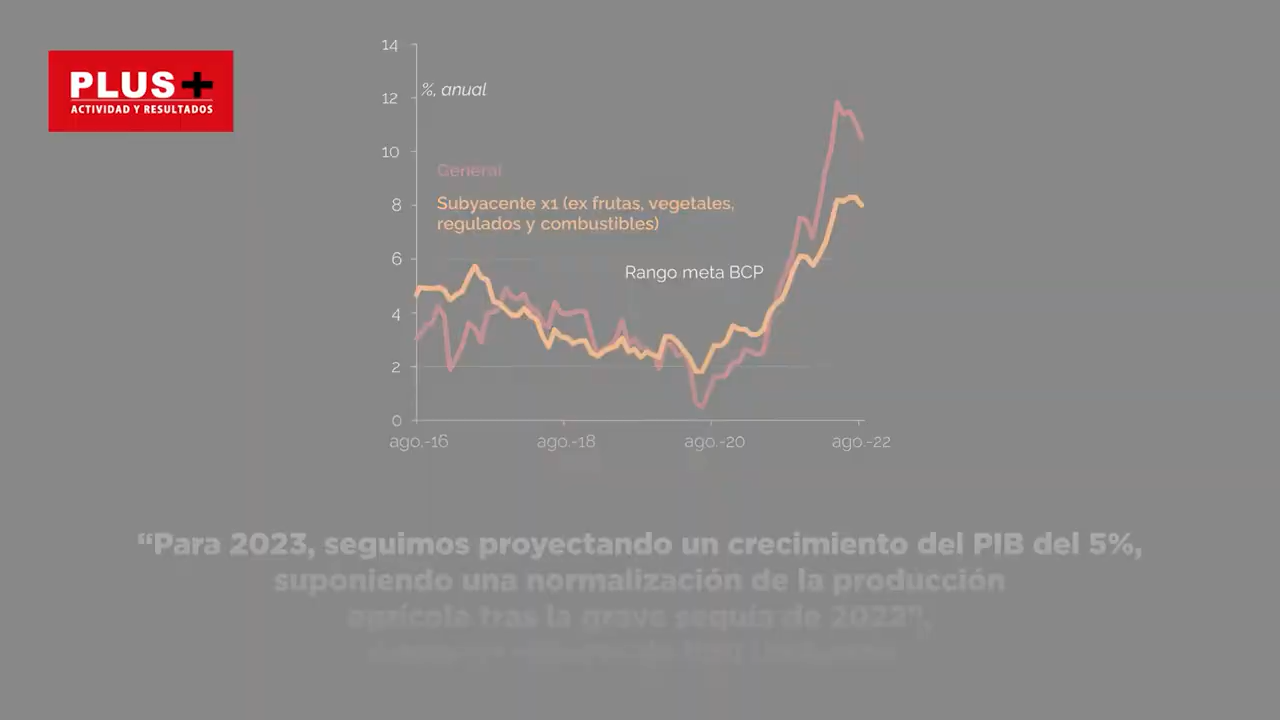 PLUS+
ACTIVIDAD Y RESULTADOS
14
12
10
8
6
4
2
0
%, anual
General
Subyacente x1 (ex frutas, vegetales,
regulados y combustibles)
Rango meta BCP
ago.-16
ago.-18
ago.-20
ago.-22
“Para 2023, seguimos proyectando un crecimiento del PIB del 5%,
suponiendo una normalización de la producción
agrícola tras la grave sequía de 2022”,